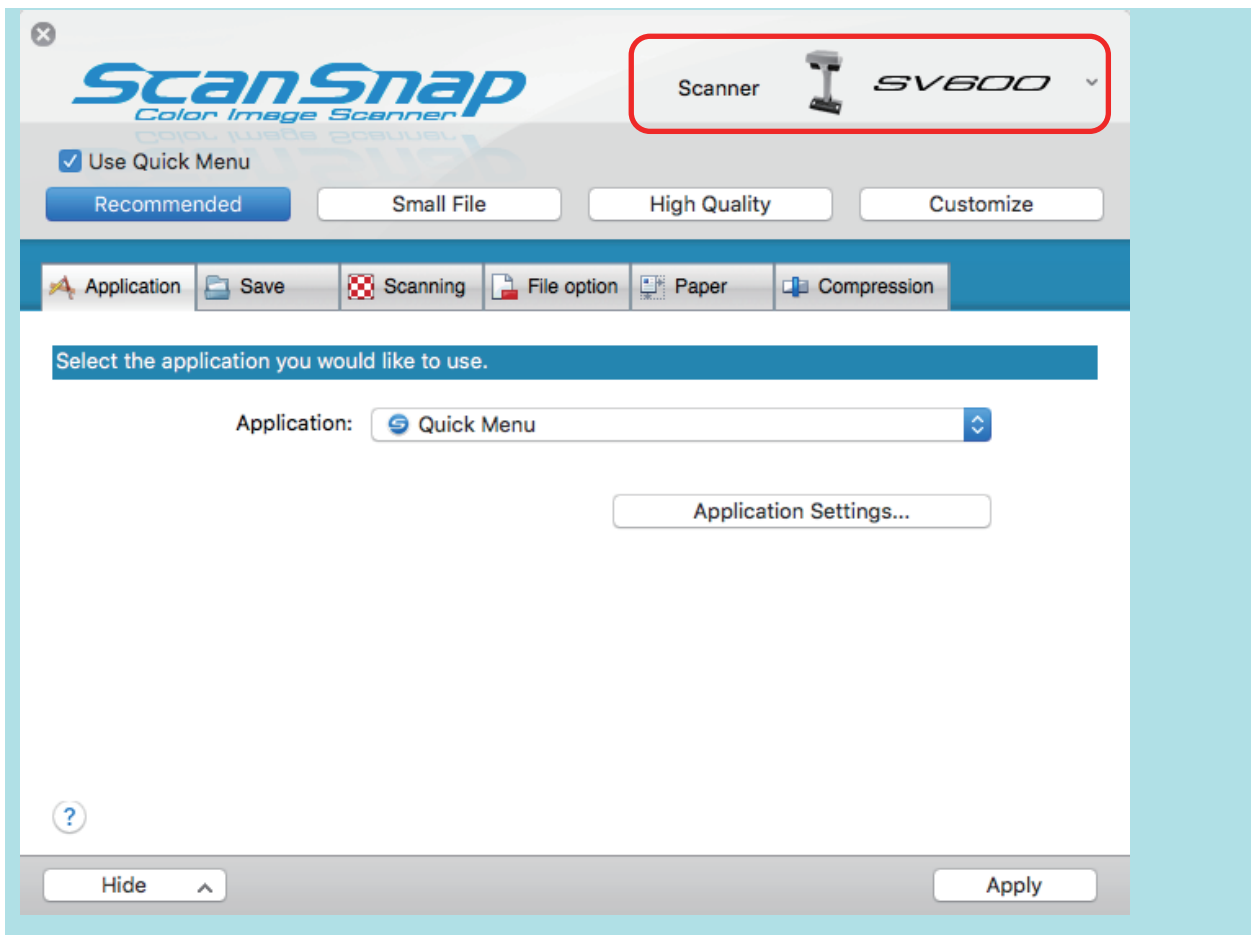 ScanSnap
Color Image Scanner
Scanner SV600
Use Quick Menu
Recommended Small File High Quality Customize
Application Save Scanning File option Paper Compression
Select the application you would like to use.
Application: Quick Menu
Application Settings...
?
Hide Apply